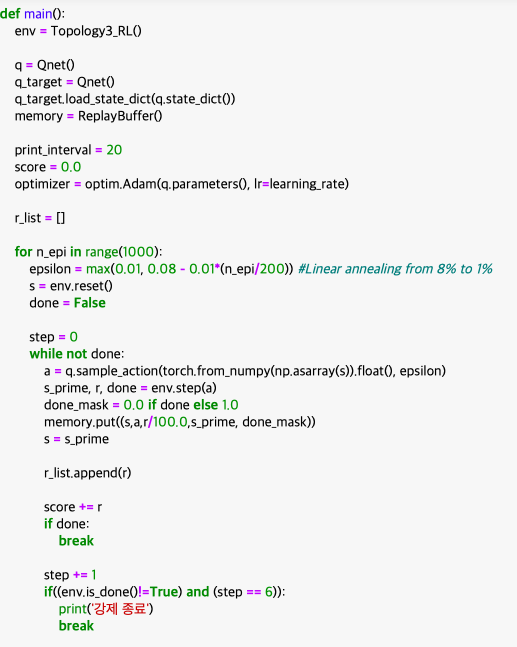 def main():
    env = Topology3_RL()

    q = Qnet()
    q_target = Qnet()
    q_target.load_state_dict(q.state_dict())
    memory = ReplayBuffer()

    print_interval = 20
    score = 0.0
    optimizer = optim.Adam(q.parameters(), lr=learning_rate)

    r_list = []

    for n_epi in range(1000):
        epsilon = max(0.01, 0.08 - 0.01*(n_epi/200)) #Linear annealing from 8% to 1%
        s = env.reset()
        done = False

        step = 0
        while not done:
            a = q.sample_action(torch.from_numpy(np.asarray(s)).float(), epsilon)
            s_prime, r, done = env.step(a)
            done_mask = 0.0 if done else 1.0
            memory.put((s,a,r/100.0,s_prime, done_mask))
            s = s_prime

            r_list.append(r)

            score += r
            if done:
                break

            step += 1
            if((env.is_done()!=True) and (step == 6)):
                print('강제 종료')
                break